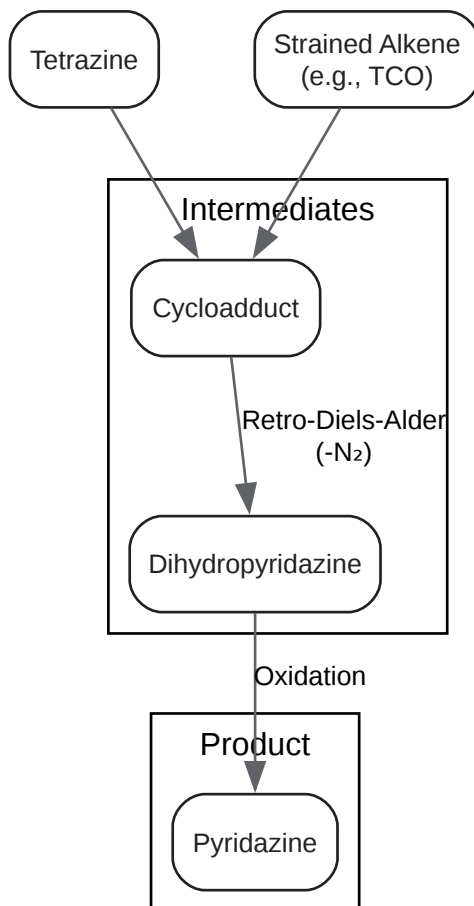 Tetrazine
Strained Alkene
(e.g., TCO)
Intermediates
Cycloadduct
Retro-Diels-Alder
(-N₂)
Dihydropyridazine
Oxidation
Product
Pyridazine